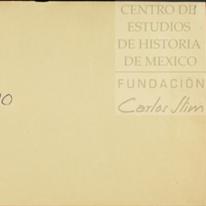 CENTRO DE
ESTUDIOS
DE HISTORIA
DE MEXICO
FUNDACIÓN
Carlos Slim